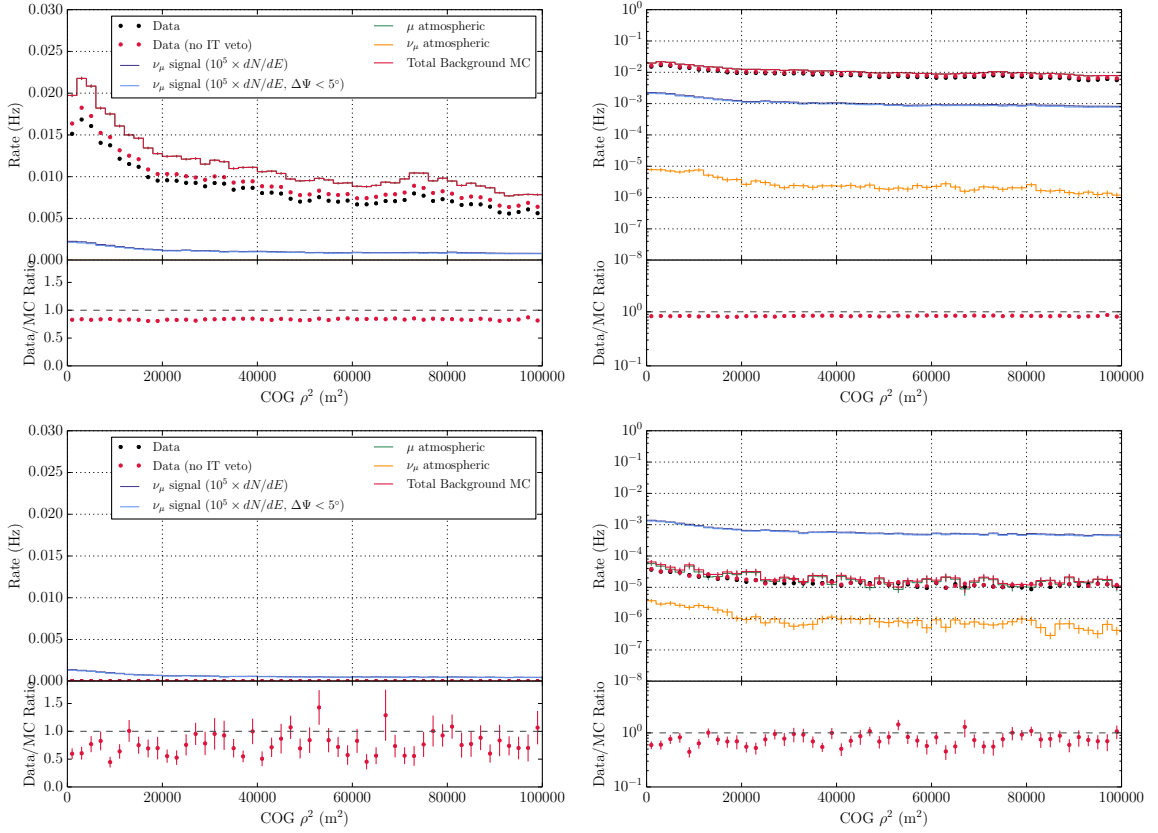 0.030
0.025
0.020
0.015
0.010
0.005
0.000
Rate (Hz)
Data
Data (no IT veto)
ν_μ signal (10⁵ × dN/dE)
ν_μ signal (10⁵ × dN/dE, ΔΨ < 5°)
μ atmospheric
ν_μ atmospheric
Total Background MC
1.5
1.0
0.5
0.0
Data/MC Ratio
0 20000 40000 60000 80000 100000
COG ρ² (m²)
10⁰
10⁻¹
10⁻²
10⁻³
10⁻⁴
10⁻⁵
10⁻⁶
10⁻⁷
10⁻⁸
Rate (Hz)
10⁰
10⁻¹
Data/MC Ratio
0 20000 40000 60000 80000 100000
COG ρ² (m²)
0.030
0.025
0.020
0.015
0.010
0.005
0.000
Rate (Hz)
Data
Data (no IT veto)
ν_μ signal (10⁵ × dN/dE)
ν_μ signal (10⁵ × dN/dE, ΔΨ < 5°)
μ atmospheric
ν_μ atmospheric
Total Background MC
1.5
1.0
0.5
0.0
Data/MC Ratio
0 20000 40000 60000 80000 100000
COG ρ² (m²)
10⁰
10⁻¹
10⁻²
10⁻³
10⁻⁴
10⁻⁵
10⁻⁶
10⁻⁷
10⁻⁸
Rate (Hz)
10⁰
10⁻¹
Data/MC Ratio
0 20000 40000 60000 80000 100000
COG ρ² (m²)